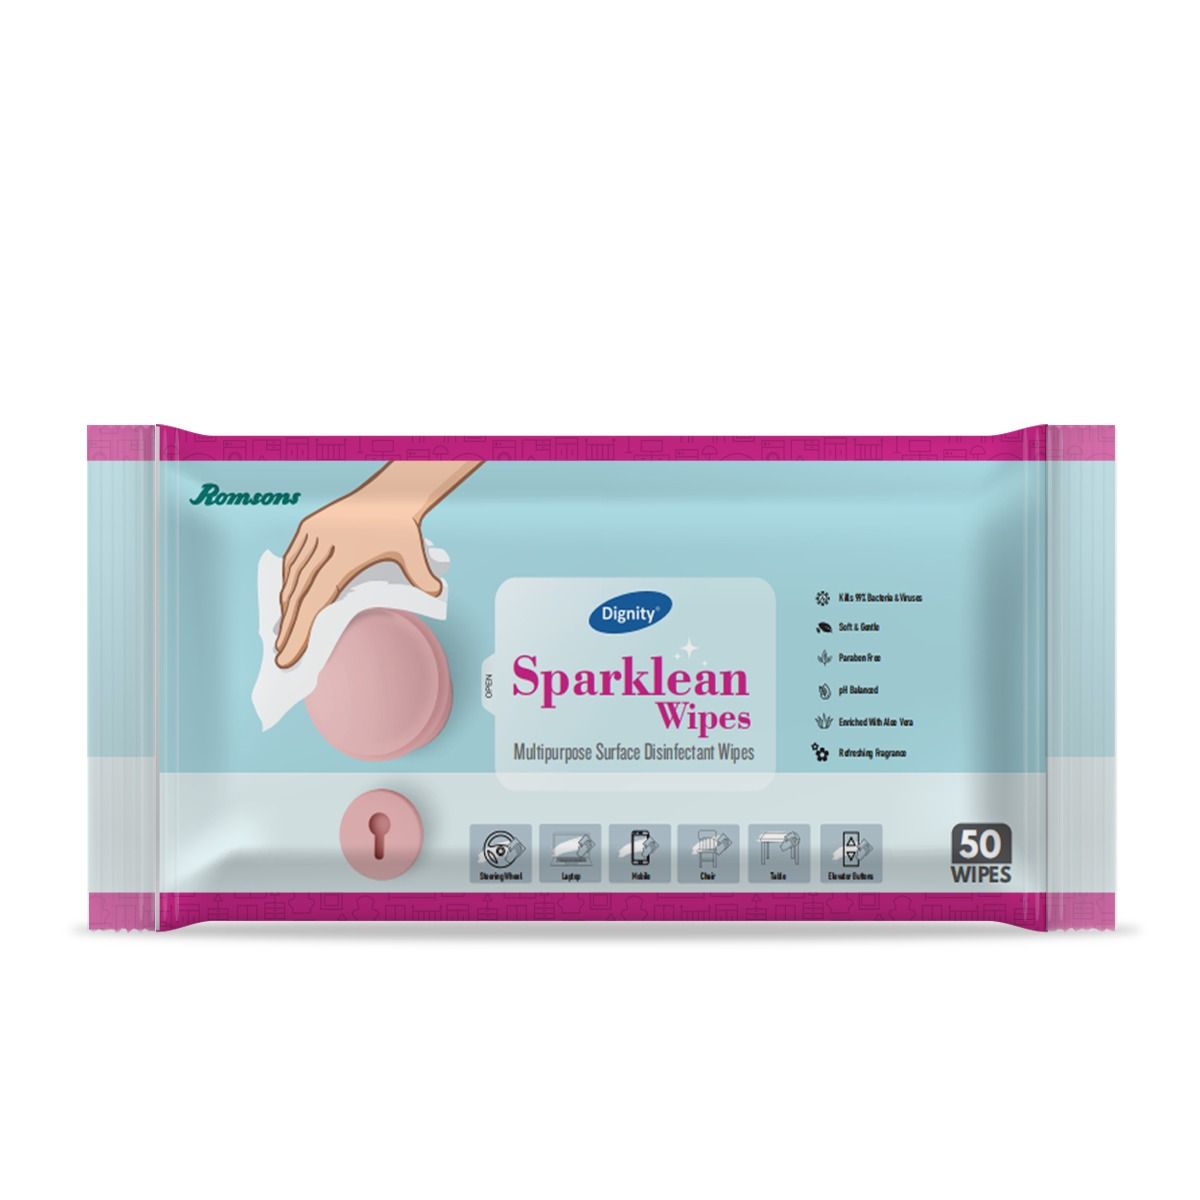 Romsons
Dignity®
Sparklean
Wipes
Multipurpose Surface Disinfectant Wipes
OPEN
Kills 99% Bacteria & Viruses
Soft & Gentle
Paraben Free
pH Balanced
Enriched With Aloe Vera
Refreshing Fragrance
Steering Wheel
Laptop
Mobile
Chair
Table
Elevator Buttons
50
WIPES